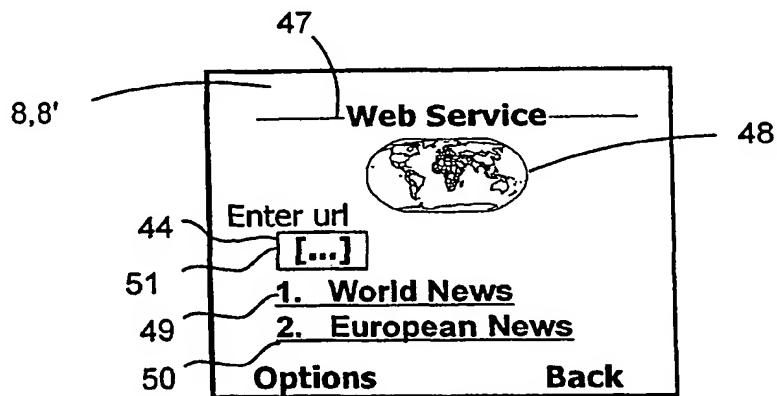 47
8,8'
Web Service
48
Enter url
44
[...]
51
1. World News
49
2. European News
50
Options Back